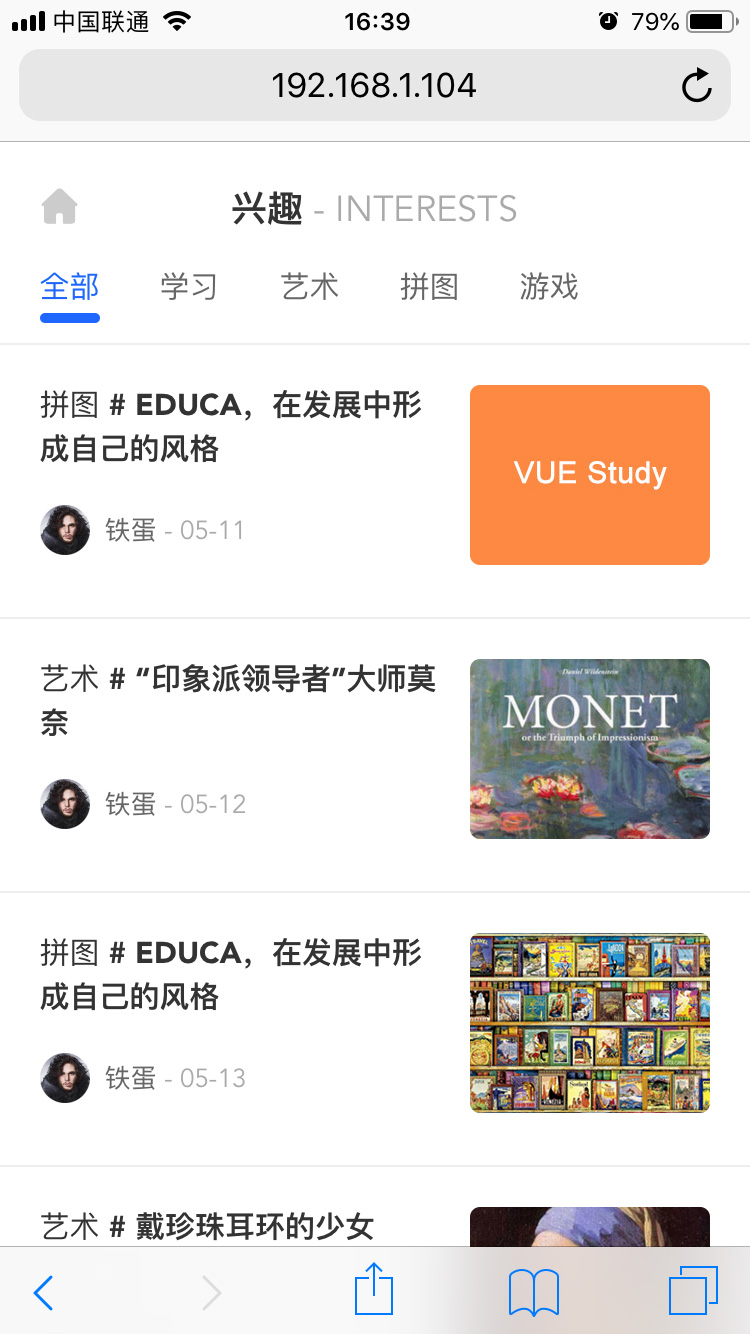 中国联通 16:39 79%
192.168.1.104
兴趣 - INTERESTS
全部 学习 艺术 拼图 游戏
拼图 # EDUCA，在发展中形
成自己的风格
VUE Study
铁蛋 - 05-11
艺术 # “印象派领导者”大师莫
奈
Daniel Wildenstein
MONET
or the Triumph of Impressionism
铁蛋 - 05-12
拼图 # EDUCA，在发展中形
成自己的风格
铁蛋 - 05-13
艺术 # 戴珍珠耳环的少女